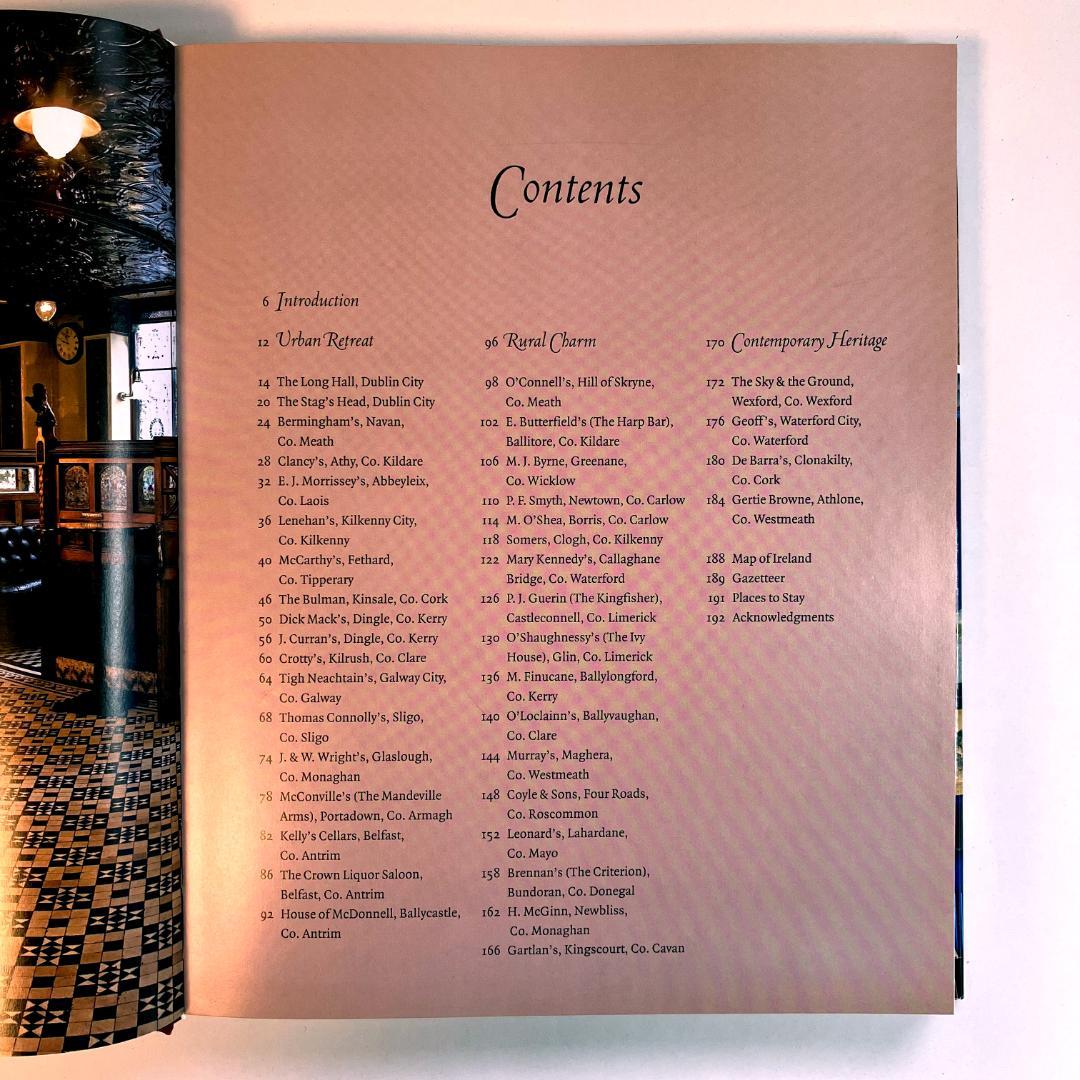 Contents
6 Introduction
12 Urban Retreat
14 The Long Hall, Dublin City
20 The Stag's Head, Dublin City
24 Bermingham's, Navan,
Co. Meath
28 Clancy's, Athy, Co. Kildare
32 E. J. Morrissey's, Abbeyleix,
Co. Laois
36 Lenehan's, Kilkenny City,
Co. Kilkenny
40 McCarthy's, Fethard,
Co. Tipperary
46 The Bulman, Kinsale, Co. Cork
50 Dick Mack's, Dingle, Co. Kerry
56 J. Curran's, Dingle, Co. Kerry
60 Crotty's, Kilrush, Co. Clare
64 Tigh Neachtain's, Galway City,
Co. Galway
68 Thomas Connolly's, Sligo,
Co. Sligo
74 J. & W. Wright's, Glaslough,
Co. Monaghan
78 McConville's (The Mandeville
Arms), Portadown, Co. Armagh
82 Kelly's Cellars, Belfast,
Co. Antrim
86 The Crown Liquor Saloon,
Belfast, Co. Antrim
92 House of McDonnell, Ballycastle,
Co. Antrim
96 Rural Charm
98 O'Connell's, Hill of Skryne,
Co. Meath
102 E. Butterfield's (The Harp Bar),
Ballitore, Co. Kildare
106 M. J. Byrne, Greenane,
Co. Wicklow
110 P. F. Smyth, Newtown, Co. Carlow
114 M. O'Shea, Borris, Co. Carlow
118 Somers, Clogh, Co. Kilkenny
122 Mary Kennedy's, Callaghane
Bridge, Co. Waterford
126 P. J. Guerin (The Kingfisher),
Castleconnell, Co. Limerick
130 O'Shaughnessy's (The Ivy
House), Glin, Co. Limerick
136 M. Finucane, Ballylongford,
Co. Kerry
140 O'Loclainn's, Ballyvaughan,
Co. Clare
144 Murray's, Maghera,
Co. Westmeath
148 Coyle & Sons, Four Roads,
Co. Roscommon
152 Leonard's, Lahardane,
Co. Mayo
158 Brennan's (The Criterion),
Bundoran, Co. Donegal
162 H. McGinn, Newbliss,
Co. Monaghan
166 Gartlan's, Kingscourt, Co. Cavan
170 Contemporary Heritage
172 The Sky & the Ground,
Wexford, Co. Wexford
176 Geoff's, Waterford City,
Co. Waterford
180 De Barra's, Clonakilty,
Co. Cork
184 Gertie Browne, Athlone,
Co. Westmeath
188 Map of Ireland
189 Gazetteer
191 Places to Stay
192 Acknowledgments